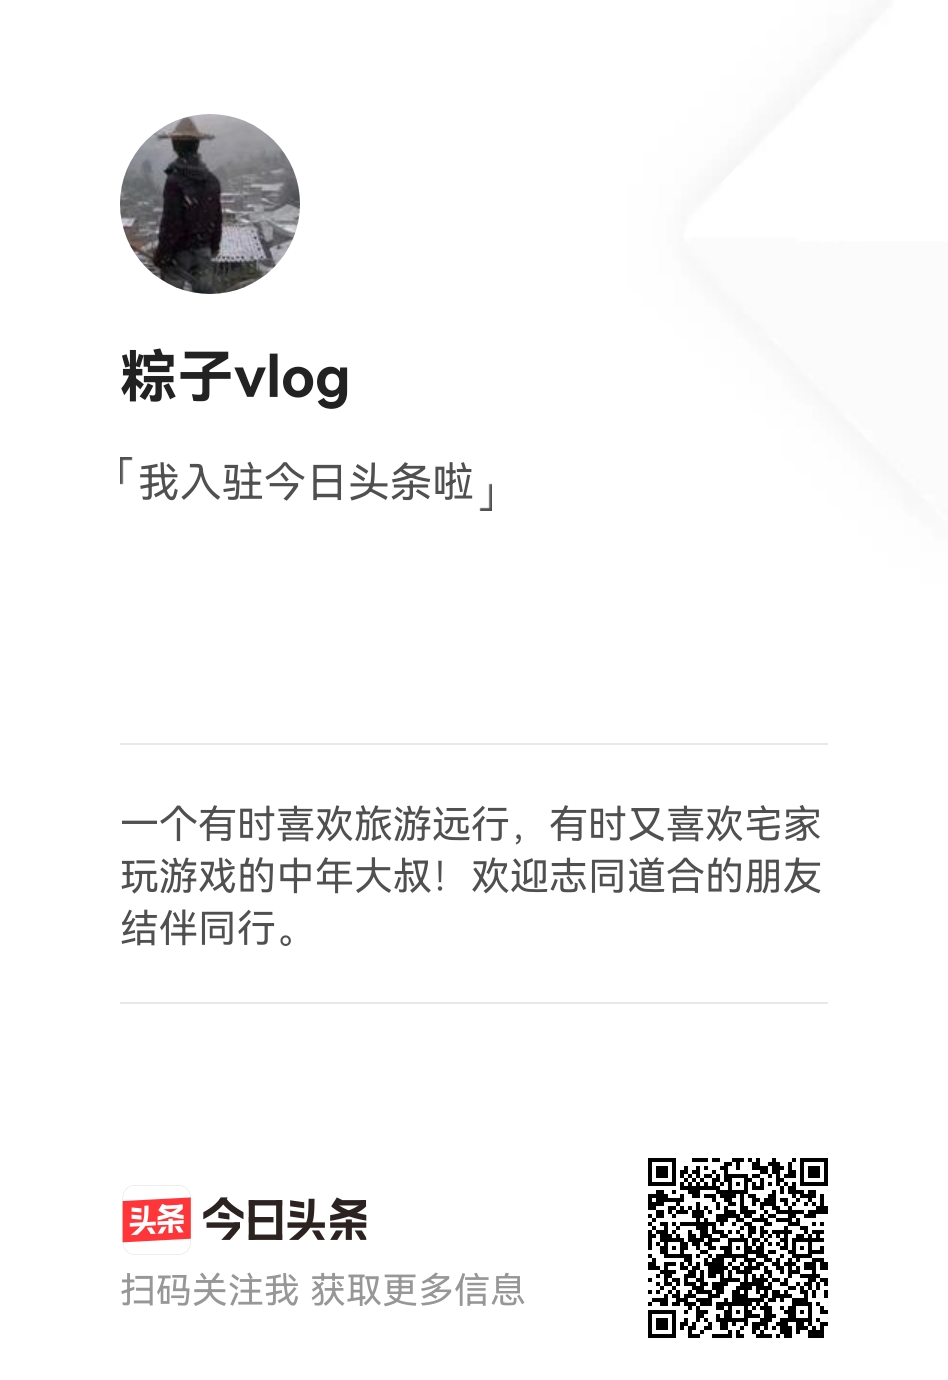 粽子vlog
「我入驻今日头条啦」
一个有时喜欢旅游远行，有时又喜欢宅家
玩游戏的中年大叔！欢迎志同道合的朋友
结伴同行。
头条 今日头条
扫码关注我 获取更多信息